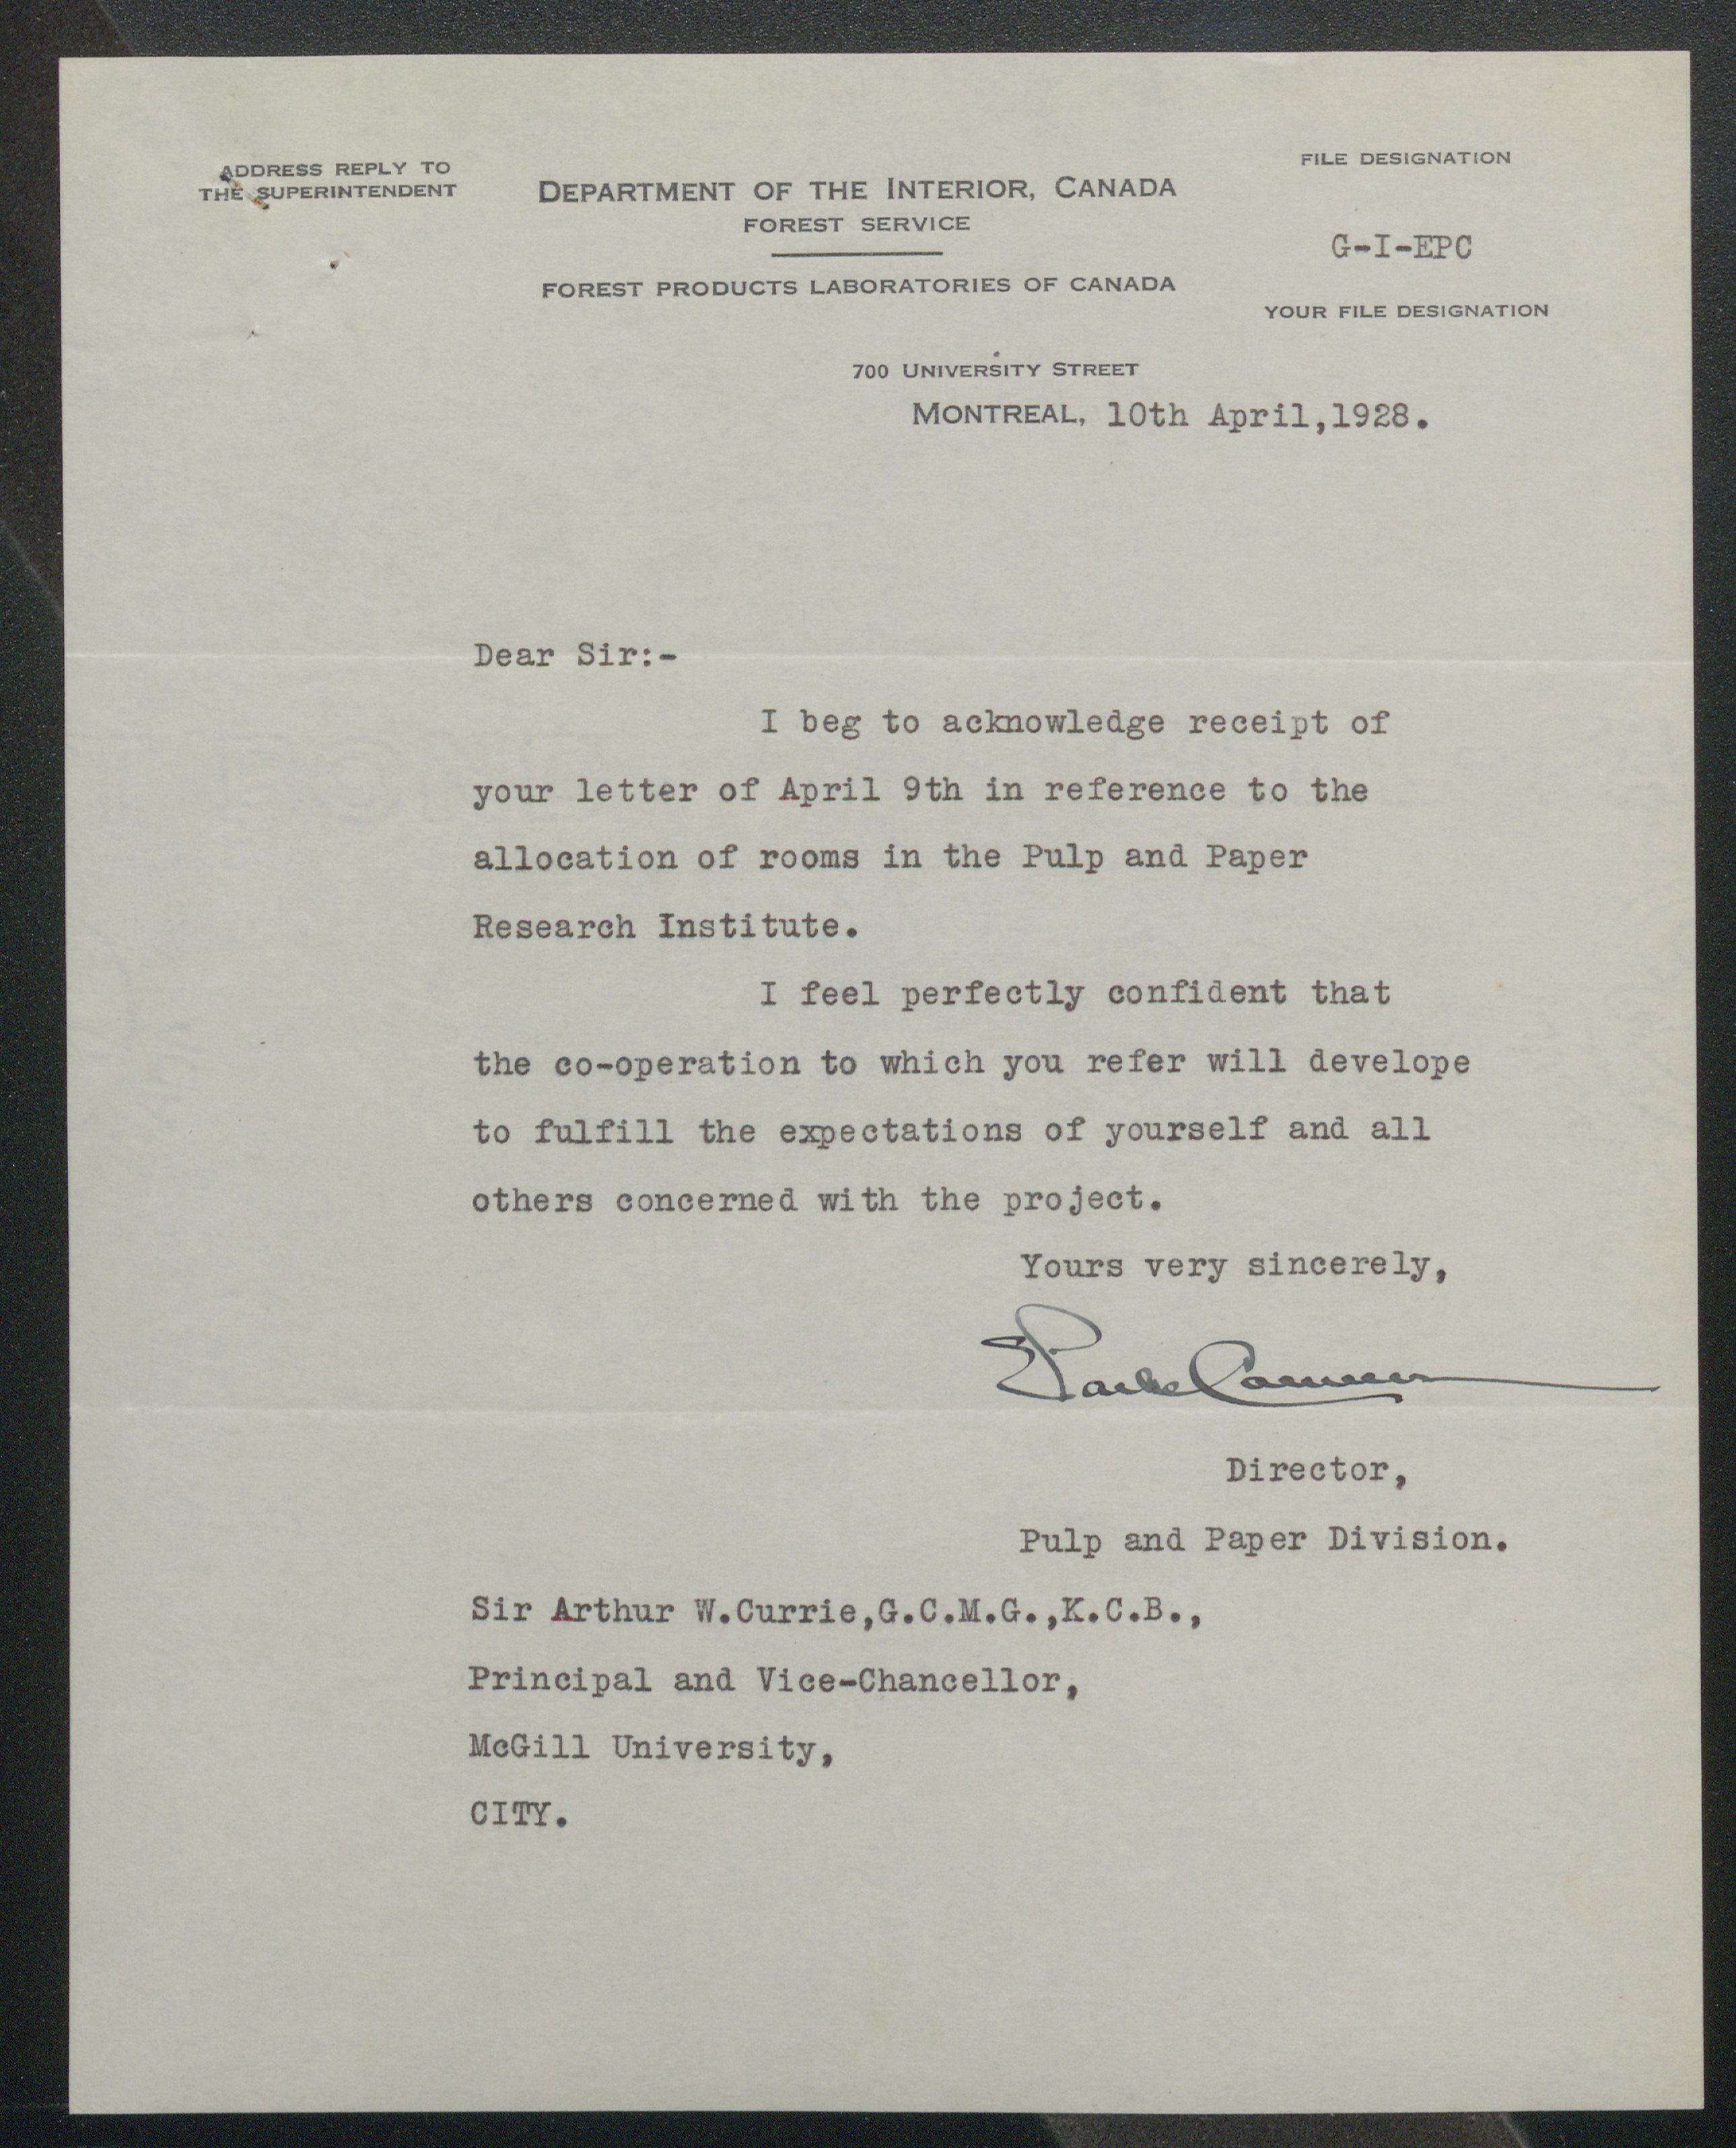 ADDRESS REPLY TO
THE SUPERINTENDENT
DEPARTMENT OF THE INTERIOR, CANADA
FOREST SERVICE
FOREST PRODUCTS LABORATORIES OF CANADA
FILE DESIGNATION
G-I-EPC
YOUR FILE DESIGNATION
700 UNIVERSITY STREET
MONTREAL, 10th April,1928.
Dear Sir:-
I beg to acknowledge receipt of
your letter of April 9th in reference to the
allocation of rooms in the Pulp and Paper
Research Institute.
I feel perfectly confident that
the co-operation to which you refer will develope
to fulfill the expectations of yourself and all
others concerned with the project.
Yours very sincerely,
E Parke Cameron
Director,
Pulp and Paper Division.
Sir Arthur W.Currie,G.C.M.G.,K.C.B.,
Principal and Vice-Chancellor,
McGill University,
CITY.